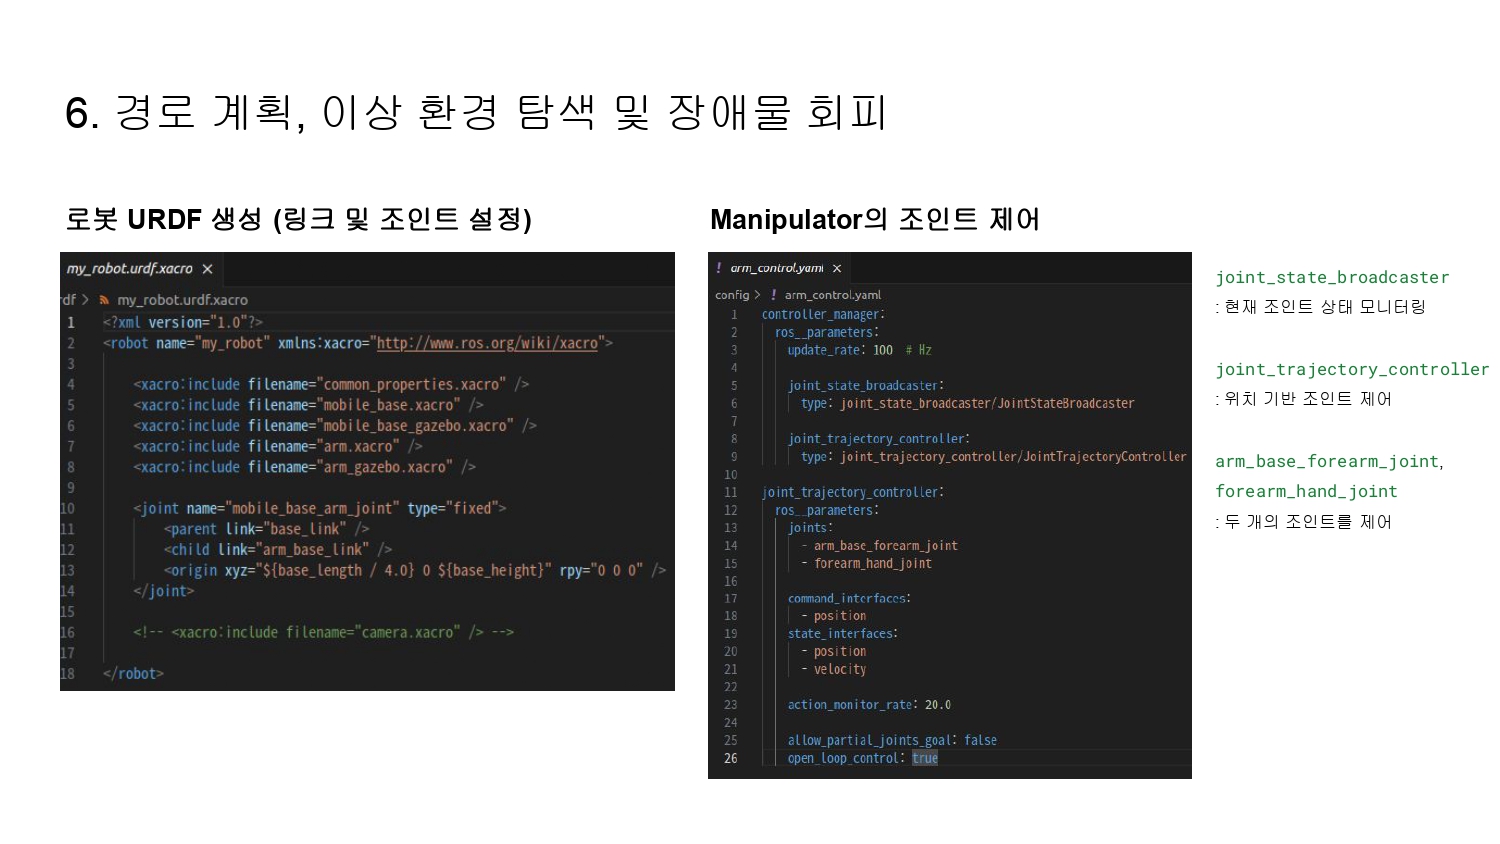 6. 경로 계획, 이상 환경 탐색 및 장애물 회피
로봇 URDF 생성 (링크 및 조인트 설정)
my_robot.urdf.xacro ×
rdf > my_robot.urdf.xacro
1 <?xml version="1.0"?>
2 <robot name="my_robot" xmlns:xacro="http://www.ros.org/wiki/xacro">
3
4 <xacro:include filename="common_properties.xacro" />
5 <xacro:include filename="mobile_base.xacro" />
6 <xacro:include filename="mobile_base_gazebo.xacro" />
7 <xacro:include filename="arm.xacro" />
8 <xacro:include filename="arm_gazebo.xacro" />
9
10 <joint name="mobile_base_arm_joint" type="fixed">
11 <parent link="base_link" />
12 <child link="arm_base_link" />
13 <origin xyz="${base_length / 4.0} 0 ${base_height}" rpy="0 0 0" />
14 </joint>
15
16 <!-- <xacro:include filename="camera.xacro" /> -->
17
18 </robot>
Manipulator의 조인트 제어
! arm_control.yaml ×
config > ! arm_control.yaml
1 controller_manager:
2 ros__parameters:
3 update_rate: 100 # Hz
4
5 joint_state_broadcaster:
6 type: joint_state_broadcaster/JointStateBroadcaster
7
8 joint_trajectory_controller:
9 type: joint_trajectory_controller/JointTrajectoryController
10
11 joint_trajectory_controller:
12 ros__parameters:
13 joints:
14 - arm_base_forearm_joint
15 - forearm_hand_joint
16
17 command_interfaces:
18 - position
19 state_interfaces:
20 - position
21 - velocity
22
23 action_monitor_rate: 20.0
24
25 allow_partial_joints_goal: false
26 open_loop_control: true
joint_state_broadcaster
: 현재 조인트 상태 모니터링
joint_trajectory_controller
: 위치 기반 조인트 제어
arm_base_forearm_joint,
forearm_hand_joint
: 두 개의 조인트를 제어